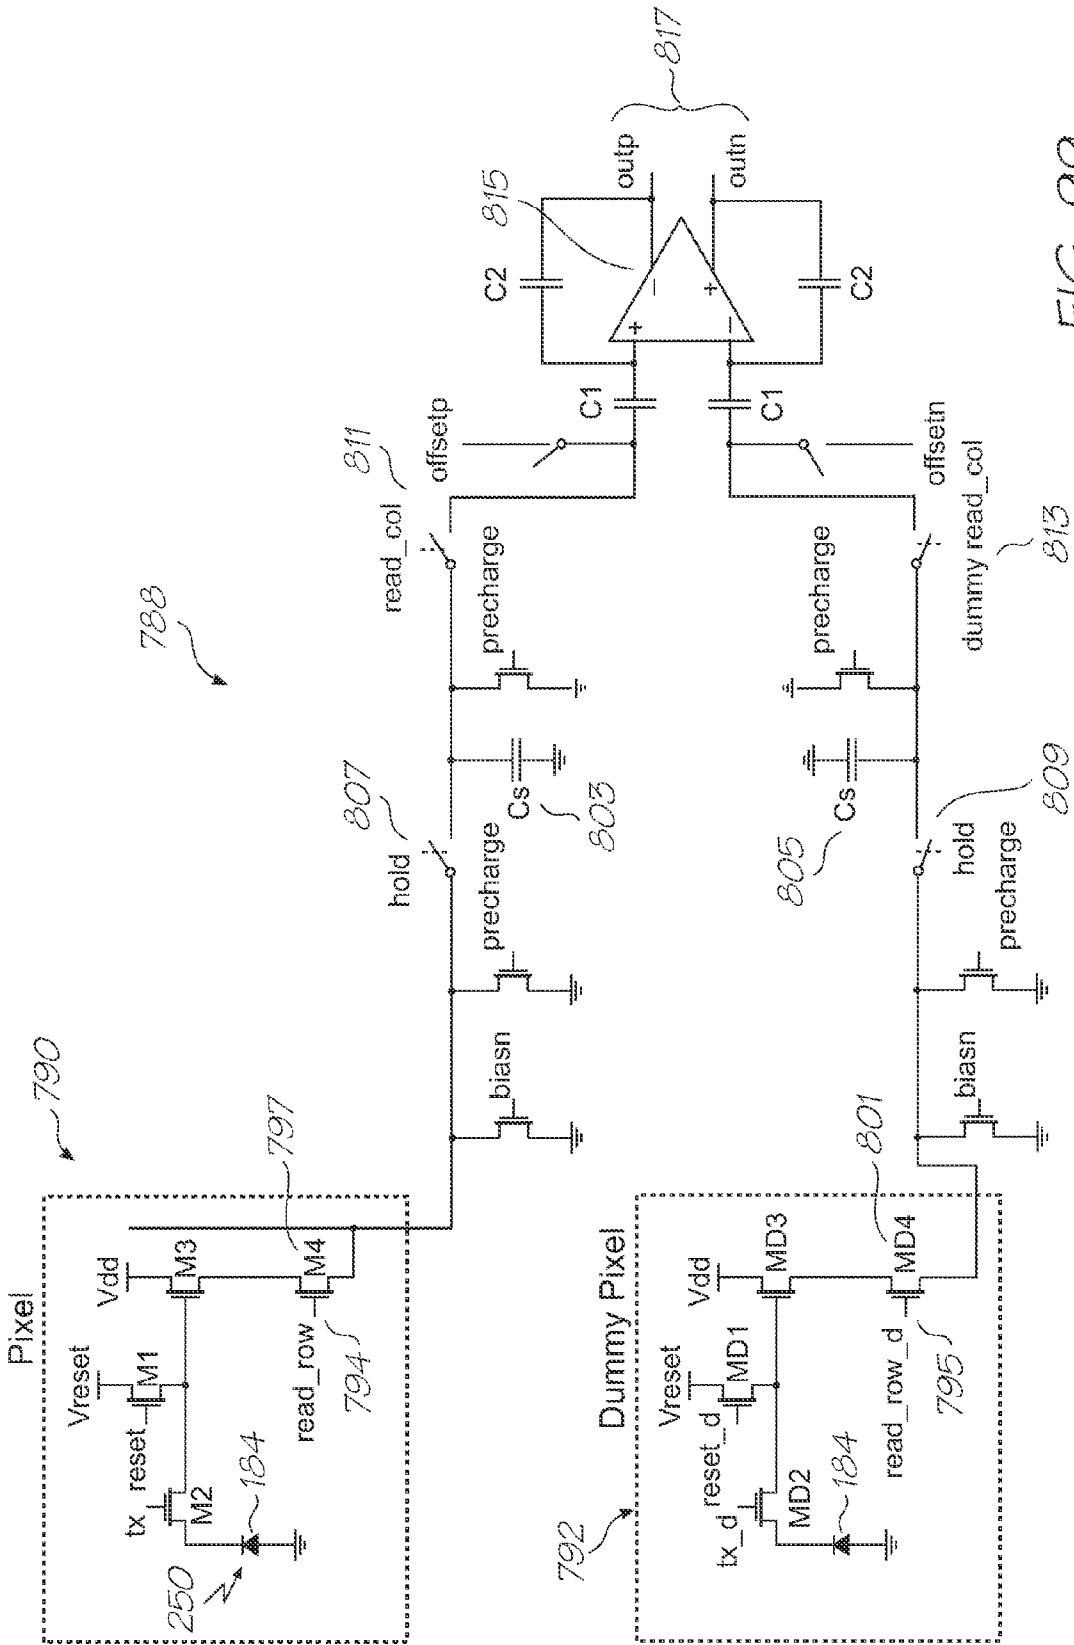 Pixel
790
Vreset
Vdd
tx
reset
M1
M3
M2
M4
797
250
184
read_row
794
788
hold
807
read_col
811
offsetp
biasn
precharge
Cs
803
precharge
C1
C2
815
outp
817
+
−
−
+
outn
C1
C2
792
Dummy Pixel
Vreset
Vdd
tx_d
reset_d
MD1
MD3
MD2
MD4
801
184
read_row_d
795
805
Cs
precharge
biasn
precharge
hold
809
dummy read_col
813
offsetn
FIG.